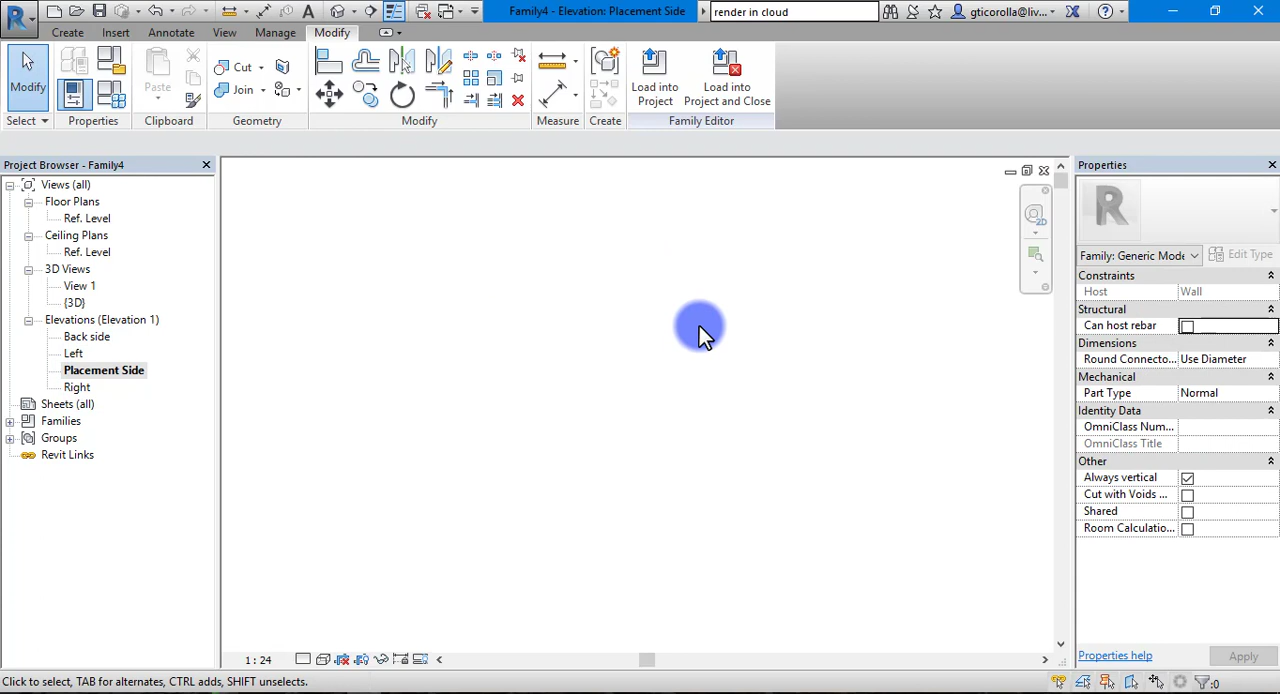 Family4 - Elevation: Placement Side
render in cloud
gticorolla@liv...
Create Insert Annotate View Manage Modify
Modify
Paste
Cut
Join
Load into
Project
Load into
Project and Close
Select
Properties
Clipboard
Geometry
Modify
Measure
Create
Family Editor
Project Browser - Family4
Views (all)
Floor Plans
Ref. Level
Ceiling Plans
Ref. Level
3D Views
View 1
{3D}
Elevations (Elevation 1)
Back side
Left
Placement Side
Right
Sheets (all)
Families
Groups
Revit Links
2D
Properties
R
Family: Generic Mode
Edit Type
Constraints
Host Wall
Structural
Can host rebar
Dimensions
Round Connecto... Use Diameter
Mechanical
Part Type Normal
Identity Data
OmniClass Num...
OmniClass Title
Other
Always vertical
Cut with Voids ...
Shared
Room Calculatio...
Properties help
Apply
1 : 24
Click to select, TAB for alternates, CTRL adds, SHIFT unselects.
:0